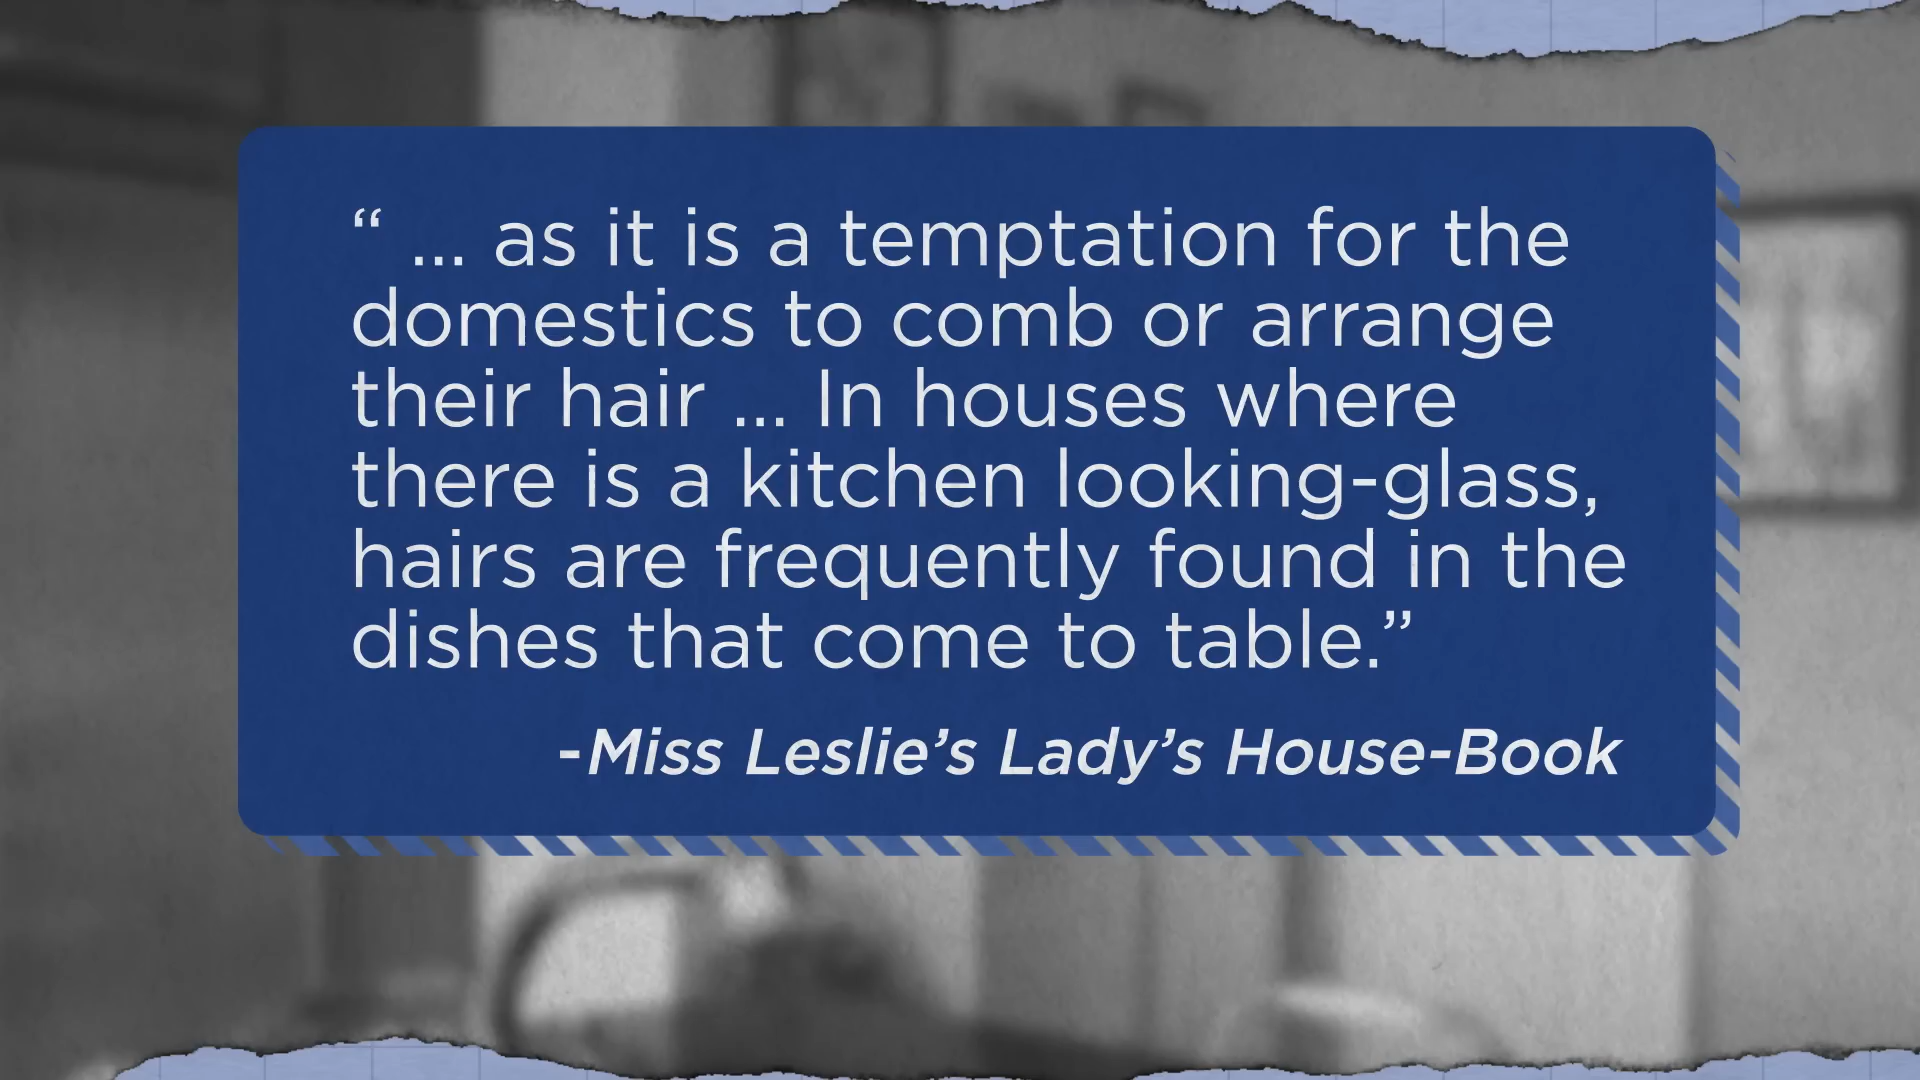 “ ... as it is a temptation for the
domestics to comb or arrange
their hair ... In houses where
there is a kitchen looking-glass,
hairs are frequently found in the
dishes that come to table.”
-Miss Leslie’s Lady’s House-Book